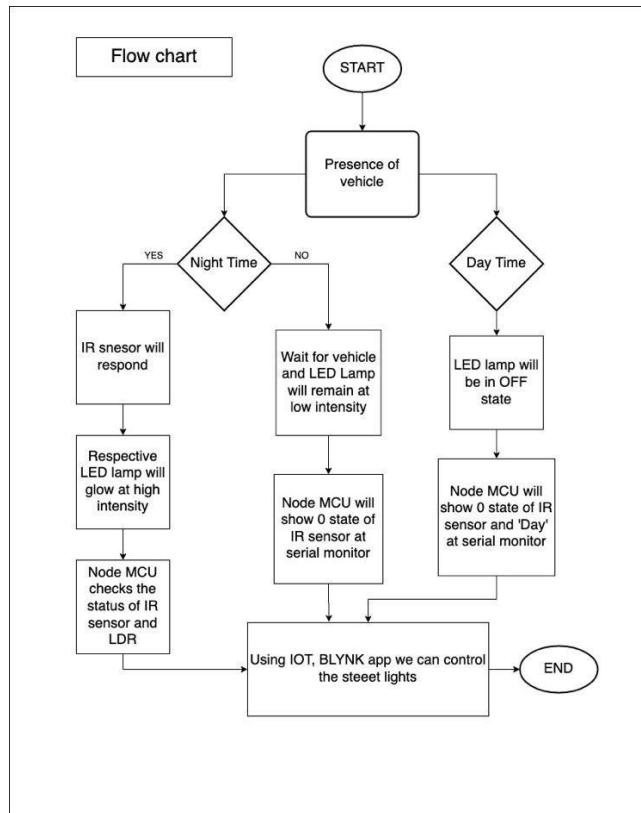 Flow chart
START
Presence of
vehicle
Night Time
Day Time
YES
NO
IR snesor will
respond
Wait for vehicle
and LED Lamp
will remain at
low intensity
LED lamp will
be in OFF
state
Respective
LED lamp will
glow at high
intensity
Node MCU will
show 0 state of
IR sensor at
serial monitor
Node MCU will
show 0 state of IR
sensor and 'Day'
at serial monitor
Node MCU
checks the
status of IR
sensor and
LDR
Using IOT, BLYNK app we can control
the steeet lights
END